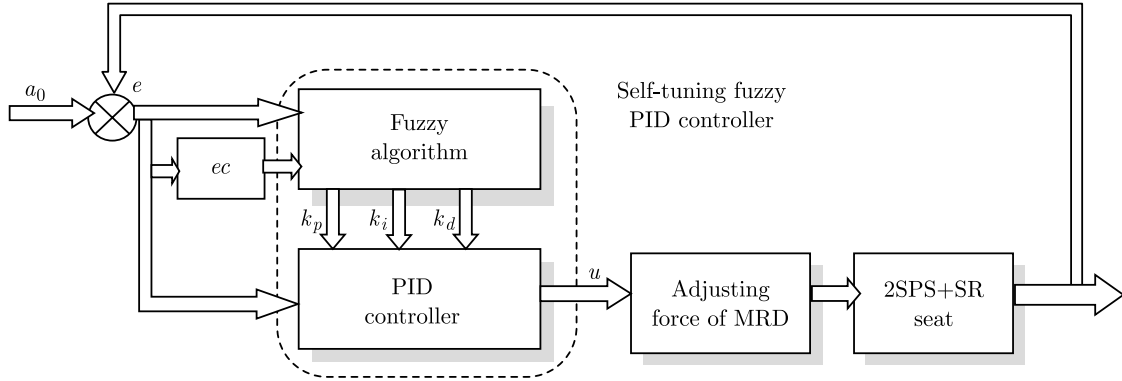 Self-tuning fuzzy
PID controller
a0
e
Fuzzy
algorithm
ec
kp
ki
kd
PID
controller
u
Adjusting
force of MRD
2SPS+SR
seat